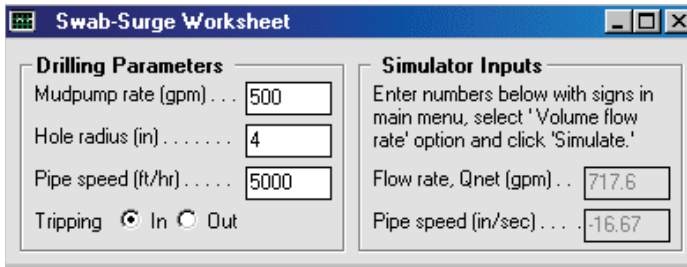 Swab-Surge Worksheet
Drilling Parameters
Mudpump rate (gpm) . . . 500
Hole radius (in) . . . . . . . 4
Pipe speed (ft/hr) . . . . . 5000
Tripping In Out
Simulator Inputs
Enter numbers below with signs in
main menu, select ' Volume flow
rate' option and click 'Simulate.'
Flow rate, Qnet (gpm) . . 717.6
Pipe speed (in/sec) . . . . -16.67